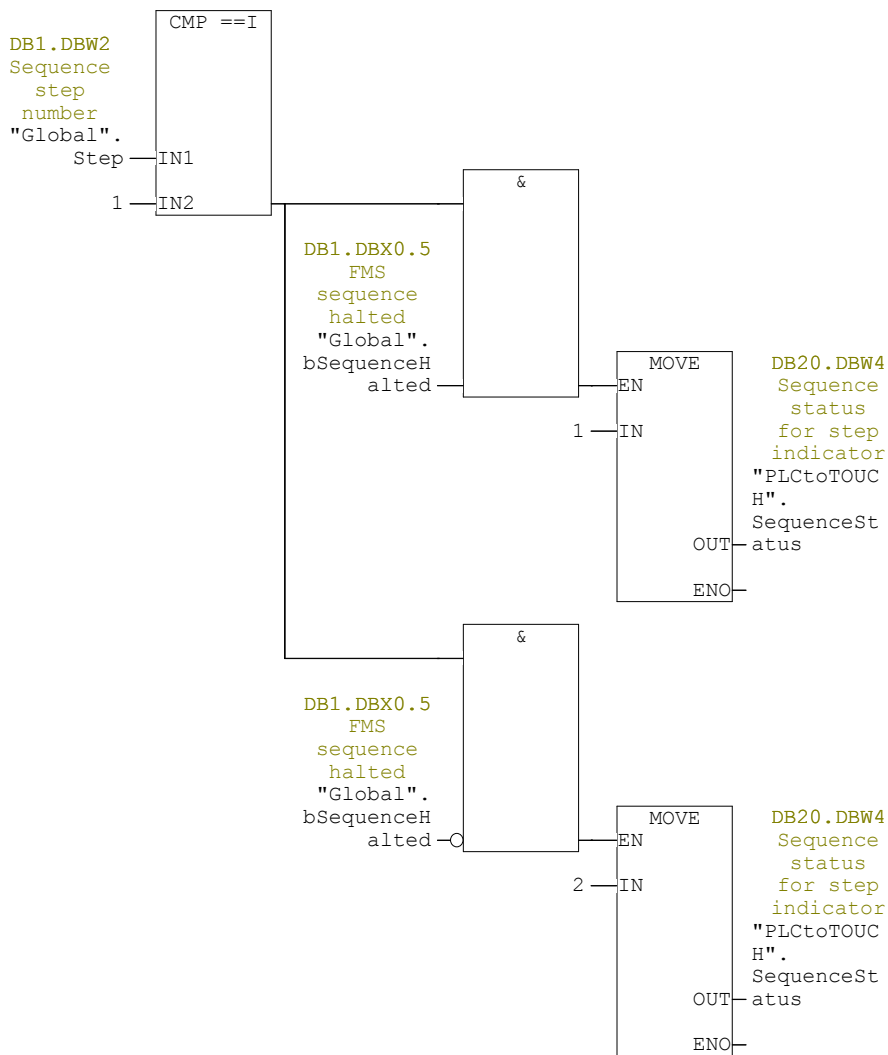 CMP ==I
DB1.DBW2
Sequence
step
number
"Global".
Step
IN1
1
IN2
&
DB1.DBX0.5
FMS
sequence
halted
"Global".
bSequenceH
alted
MOVE
EN
1
IN
OUT
ENO
DB20.DBW4
Sequence
status
for step
indicator
"PLCtoTOUC
H".
SequenceSt
atus
&
DB1.DBX0.5
FMS
sequence
halted
"Global".
bSequenceH
alted
MOVE
EN
2
IN
OUT
ENO
DB20.DBW4
Sequence
status
for step
indicator
"PLCtoTOUC
H".
SequenceSt
atus